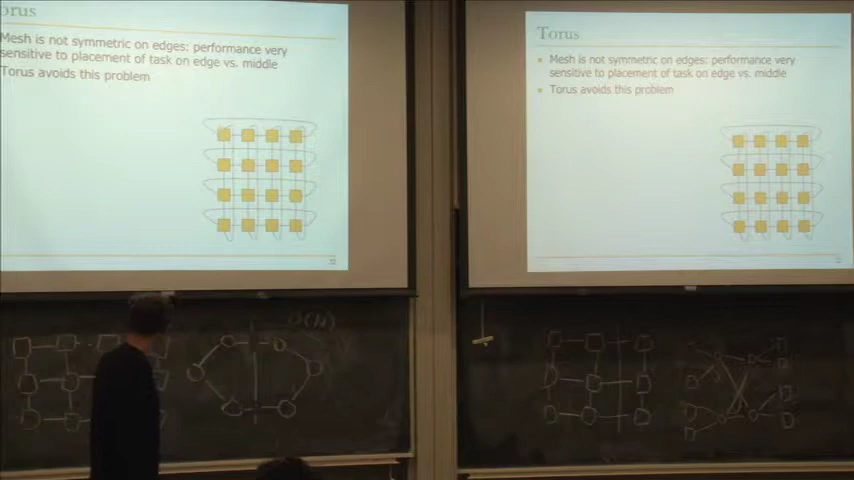 orus
Mesh is not symmetric on edges: performance very
sensitive to placement of task on edge vs. middle
Torus avoids this problem
Torus
Mesh is not symmetric on edges: performance very
sensitive to placement of task on edge vs. middle
Torus avoids this problem
(N)